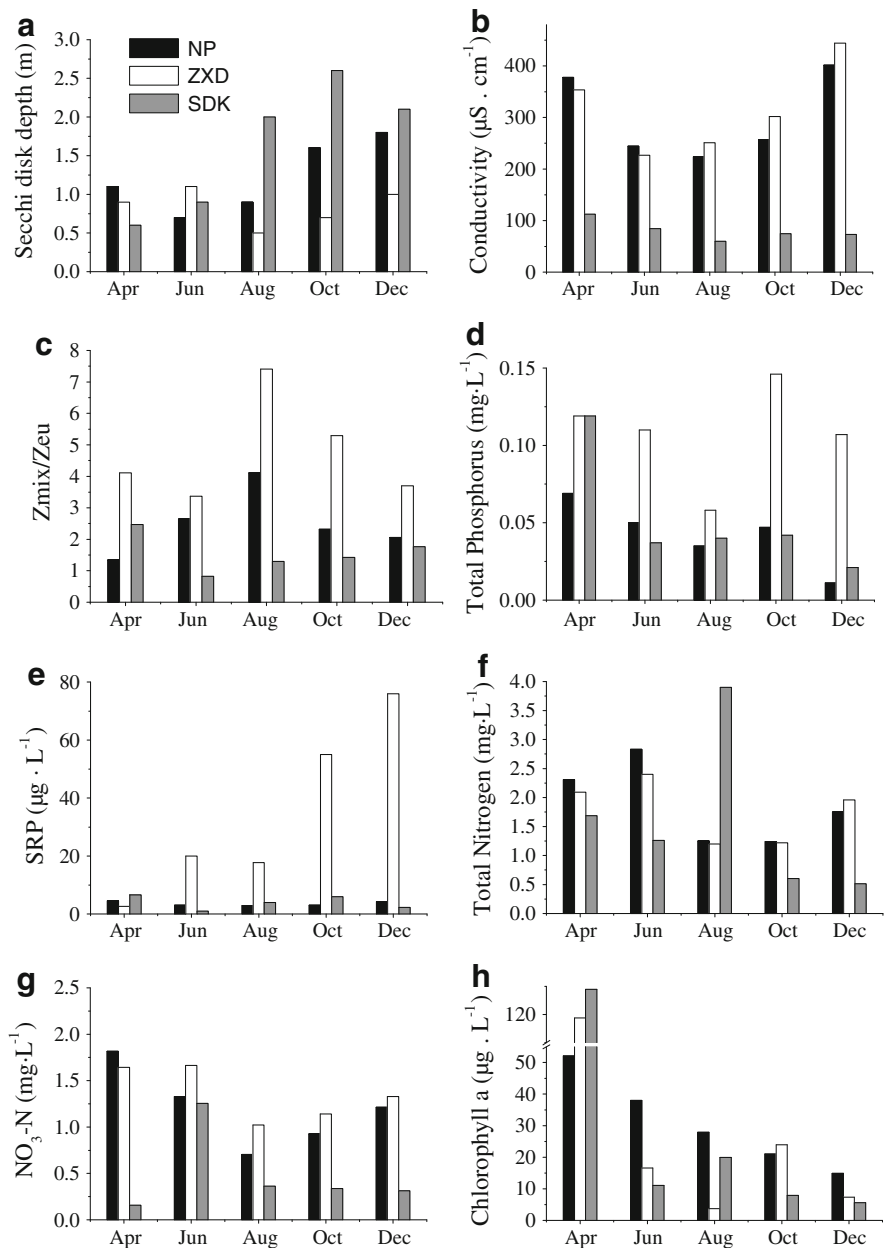 a
Secchi disk depth (m)
3.0
2.5
2.0
1.5
1.0
0.5
0.0
NP
ZXD
SDK
Apr Jun Aug Oct Dec
b
Conductivity (μS . cm⁻¹)
400
300
200
100
0
Apr Jun Aug Oct Dec
c
Zmix/Zeu
8
7
6
5
4
3
2
1
0
Apr Jun Aug Oct Dec
d
Total Phosphorus (mg·L⁻¹)
0.15
0.10
0.05
0.00
Apr Jun Aug Oct Dec
e
SRP (μg · L⁻¹)
80
60
40
20
0
Apr Jun Aug Oct Dec
f
Total Nitrogen (mg·L⁻¹)
4.0
3.5
3.0
2.5
2.0
1.5
1.0
0.5
0.0
Apr Jun Aug Oct Dec
g
NO₃-N (mg·L⁻¹)
2.5
2.0
1.5
1.0
0.5
0.0
Apr Jun Aug Oct Dec
h
Chlorophyll a (μg . L⁻¹)
120
50
40
30
20
10
0
Apr Jun Aug Oct Dec